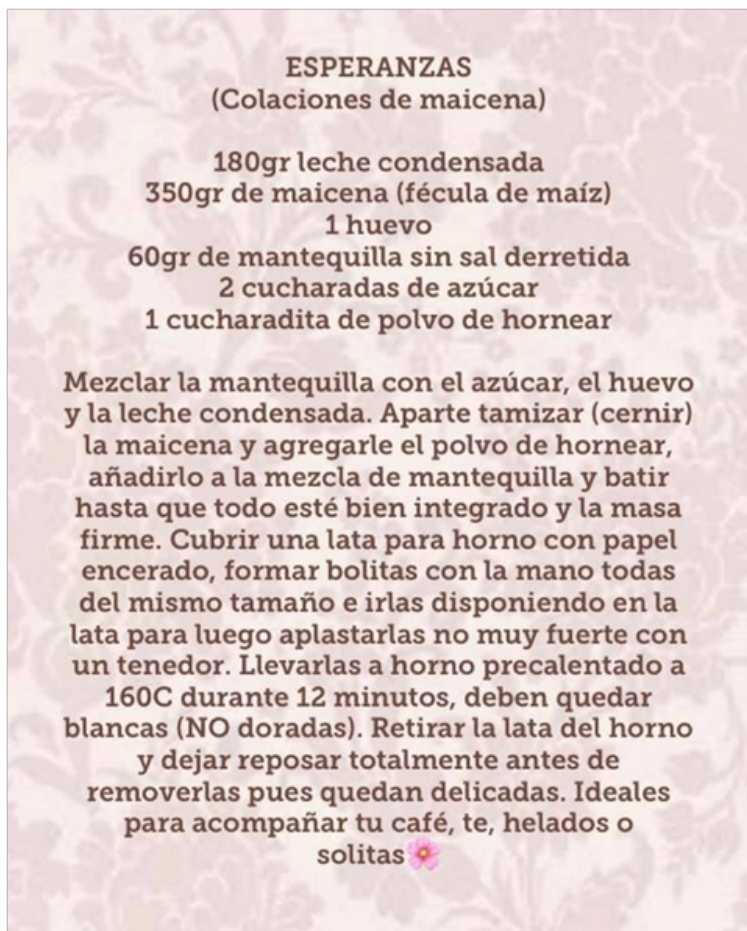 ESPERANZAS
(Colaciones de maicena)
180gr leche condensada
350gr de maicena (fécula de maíz)
1 huevo
60gr de mantequilla sin sal derretida
2 cucharadas de azúcar
1 cucharadita de polvo de hornear
Mezclar la mantequilla con el azúcar, el huevo
y la leche condensada. Aparte tamizar (cernir)
la maicena y agregarle el polvo de hornear,
añadirlo a la mezcla de mantequilla y batir
hasta que todo esté bien integrado y la masa
firme. Cubrir una lata para horno con papel
encerado, formar bolitas con la mano todas
del mismo tamaño e irlas disponiendo en la
lata para luego aplastarlas no muy fuerte con
un tenedor. Llevarlas a horno precalentado a
160C durante 12 minutos, deben quedar
blancas (NO doradas). Retirar la lata del horno
y dejar reposar totalmente antes de
removerlas pues quedan delicadas. Ideales
para acompañar tu café, te, helados o
solitas🌸